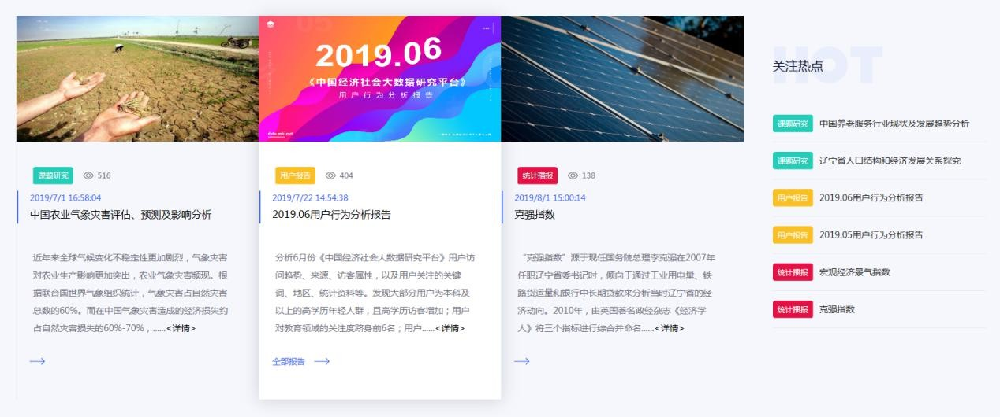 2019.06
《中国经济社会大数据研究平台》
用户行为分析报告
课题研究 516
2019/7/1 16:58:04
中国农业气象灾害评估、预测及影响分析
近年来全球气候变化不稳定性更加剧烈，气象灾害
对农业生产影响更加突出，农业气象灾害频现。根
据联合国世界气象组织统计，气象灾害占自然灾害
总数的60%。而在中国气象灾害造成的经济损失约
占自然灾害损失的60%-70%，......<详情>
用户报告 404
2019/7/22 14:54:38
2019.06用户行为分析报告
分析6月份《中国经济社会大数据研究平台》用户访
问趋势、来源、访客属性，以及用户关注的关键
词、地区、统计资料等。发现大部分用户为本科及
以上的高学历年轻人群，且高学历访客增加；用户
对教育领域的关注度跻身前6名；用户......<详情>
全部报告
统计播报 138
2019/8/1 15:00:14
克强指数
“克强指数”源于现任国务院总理李克强在2007年
任职辽宁省委书记时，倾向于通过工业用电量、铁
路货运量和银行中长期贷款来分析当时辽宁省的经
济动向。2010年，由英国著名政经杂志《经济学
人》将三个指标进行综合并命名......<详情>
HOT
关注热点
课题研究 中国养老服务行业现状及发展趋势分析
课题研究 辽宁省人口结构和经济发展关系探究
用户报告 2019.06用户行为分析报告
用户报告 2019.05用户行为分析报告
统计播报 宏观经济景气指数
统计播报 克强指数